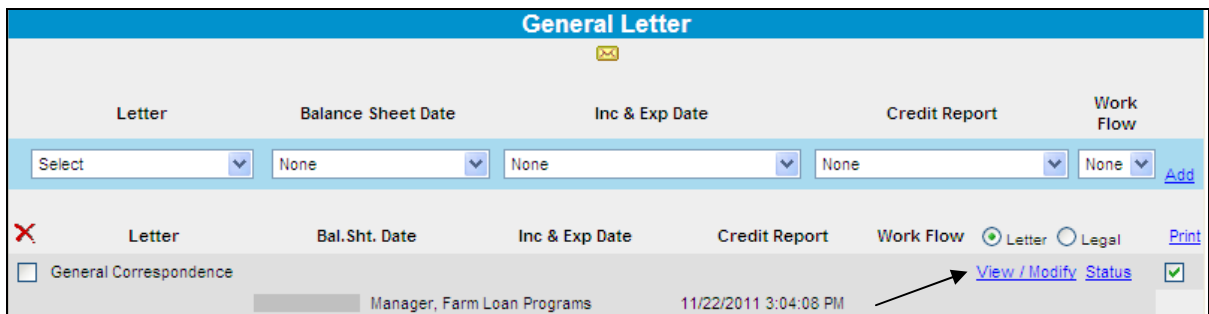 General Letter
Letter Balance Sheet Date Inc & Exp Date Credit Report Work Flow
Select None None None None Add
Letter Bal.Sht. Date Inc & Exp Date Credit Report Work Flow Letter Legal Print
General Correspondence View / Modify Status
Manager, Farm Loan Programs 11/22/2011 3:04:08 PM